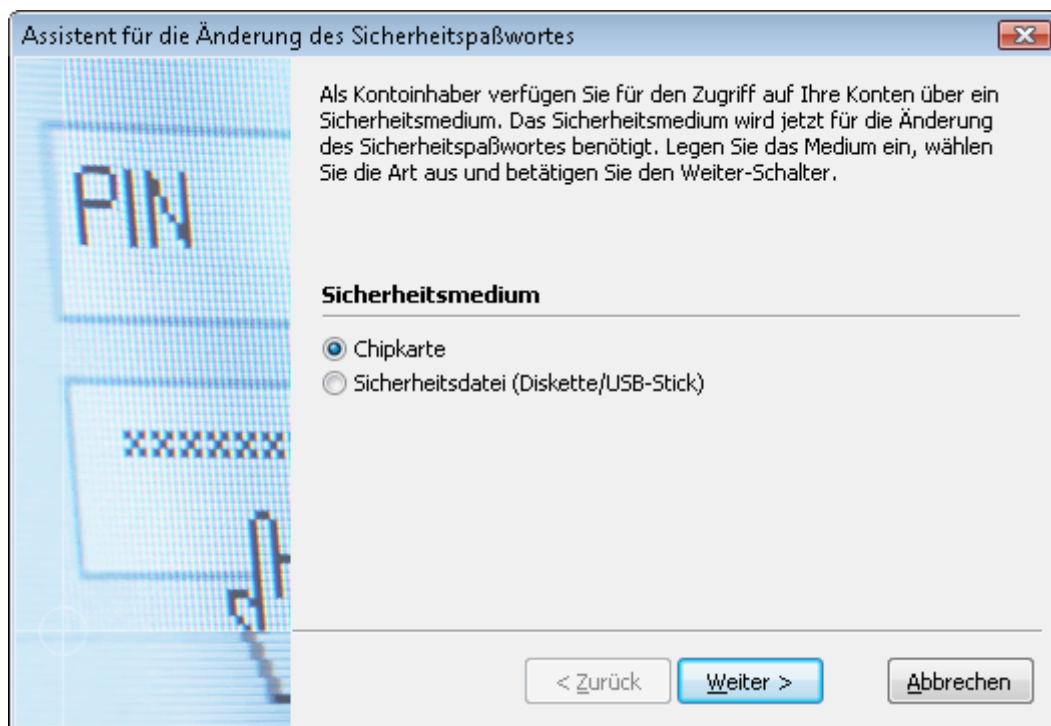 Assistent für die Änderung des Sicherheitspaßwortes
Als Kontoinhaber verfügen Sie für den Zugriff auf Ihre Konten über ein
Sicherheitsmedium. Das Sicherheitsmedium wird jetzt für die Änderung
des Sicherheitspaßwortes benötigt. Legen Sie das Medium ein, wählen
Sie die Art aus und betätigen Sie den Weiter-Schalter.
PIN
Sicherheitsmedium
Chipkarte
Sicherheitsdatei (Diskette/USB-Stick)
xxxxxxx
< Zurück
Weiter >
Abbrechen